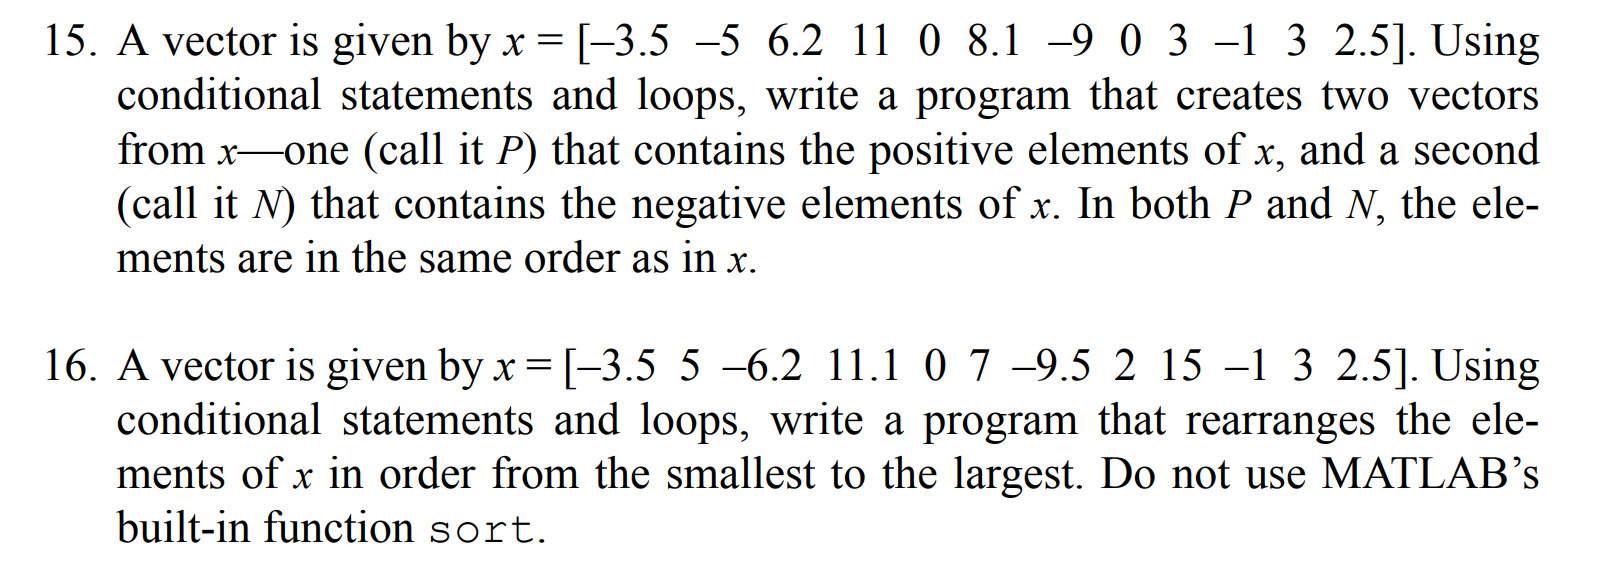 15. A vector is given by x = [–3.5 –5 6.2 11 0 8.1 –9 0 3 –1 3 2.5]. Using
conditional statements and loops, write a program that creates two vectors
from x—one (call it P) that contains the positive elements of x, and a second
(call it N) that contains the negative elements of x. In both P and N, the ele-
ments are in the same order as in x.
16. A vector is given by x = [–3.5 5 –6.2 11.1 0 7 –9.5 2 15 –1 3 2.5]. Using
conditional statements and loops, write a program that rearranges the ele-
ments of x in order from the smallest to the largest. Do not use MATLAB’s
built-in function sort.